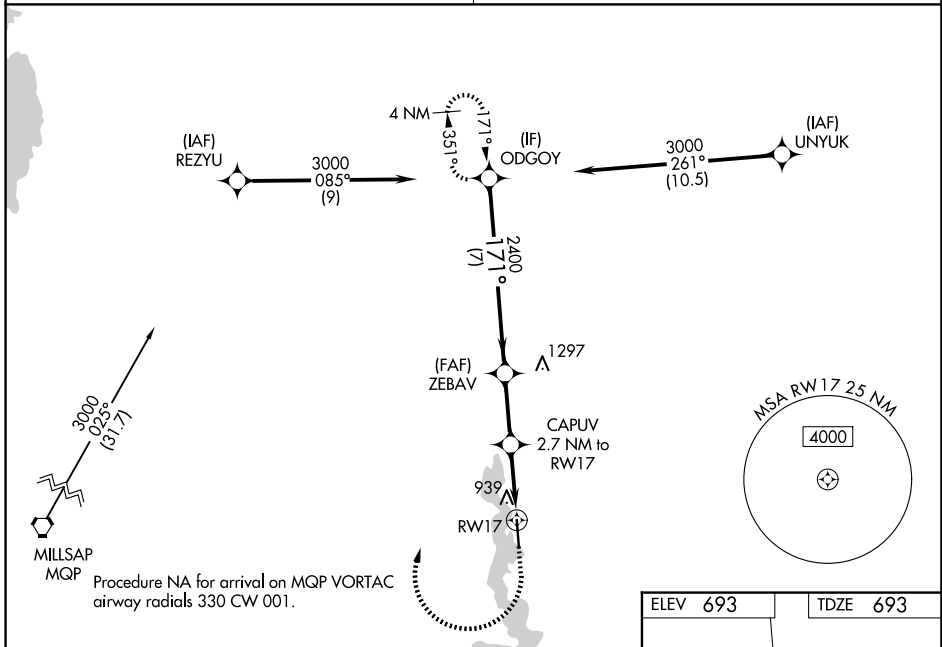 4 NM
171°
351°
(IF)
ODGOY
(IAF)
REZYU
3000
085°
(9)
(IAF)
UNYUK
3000
261°
(10.5)
2400
171°
(7)
(FAF)
ZEBAV
1297
CAPUV
2.7 NM to
RW17
939
RW17
3000
025°
(31.7)
MILLSAP
MQP
Procedure NA for arrival on MQP VORTAC
airway radials 330 CW 001.
MSA RW17 25 NM
4000
ELEV 693
TDZE 693